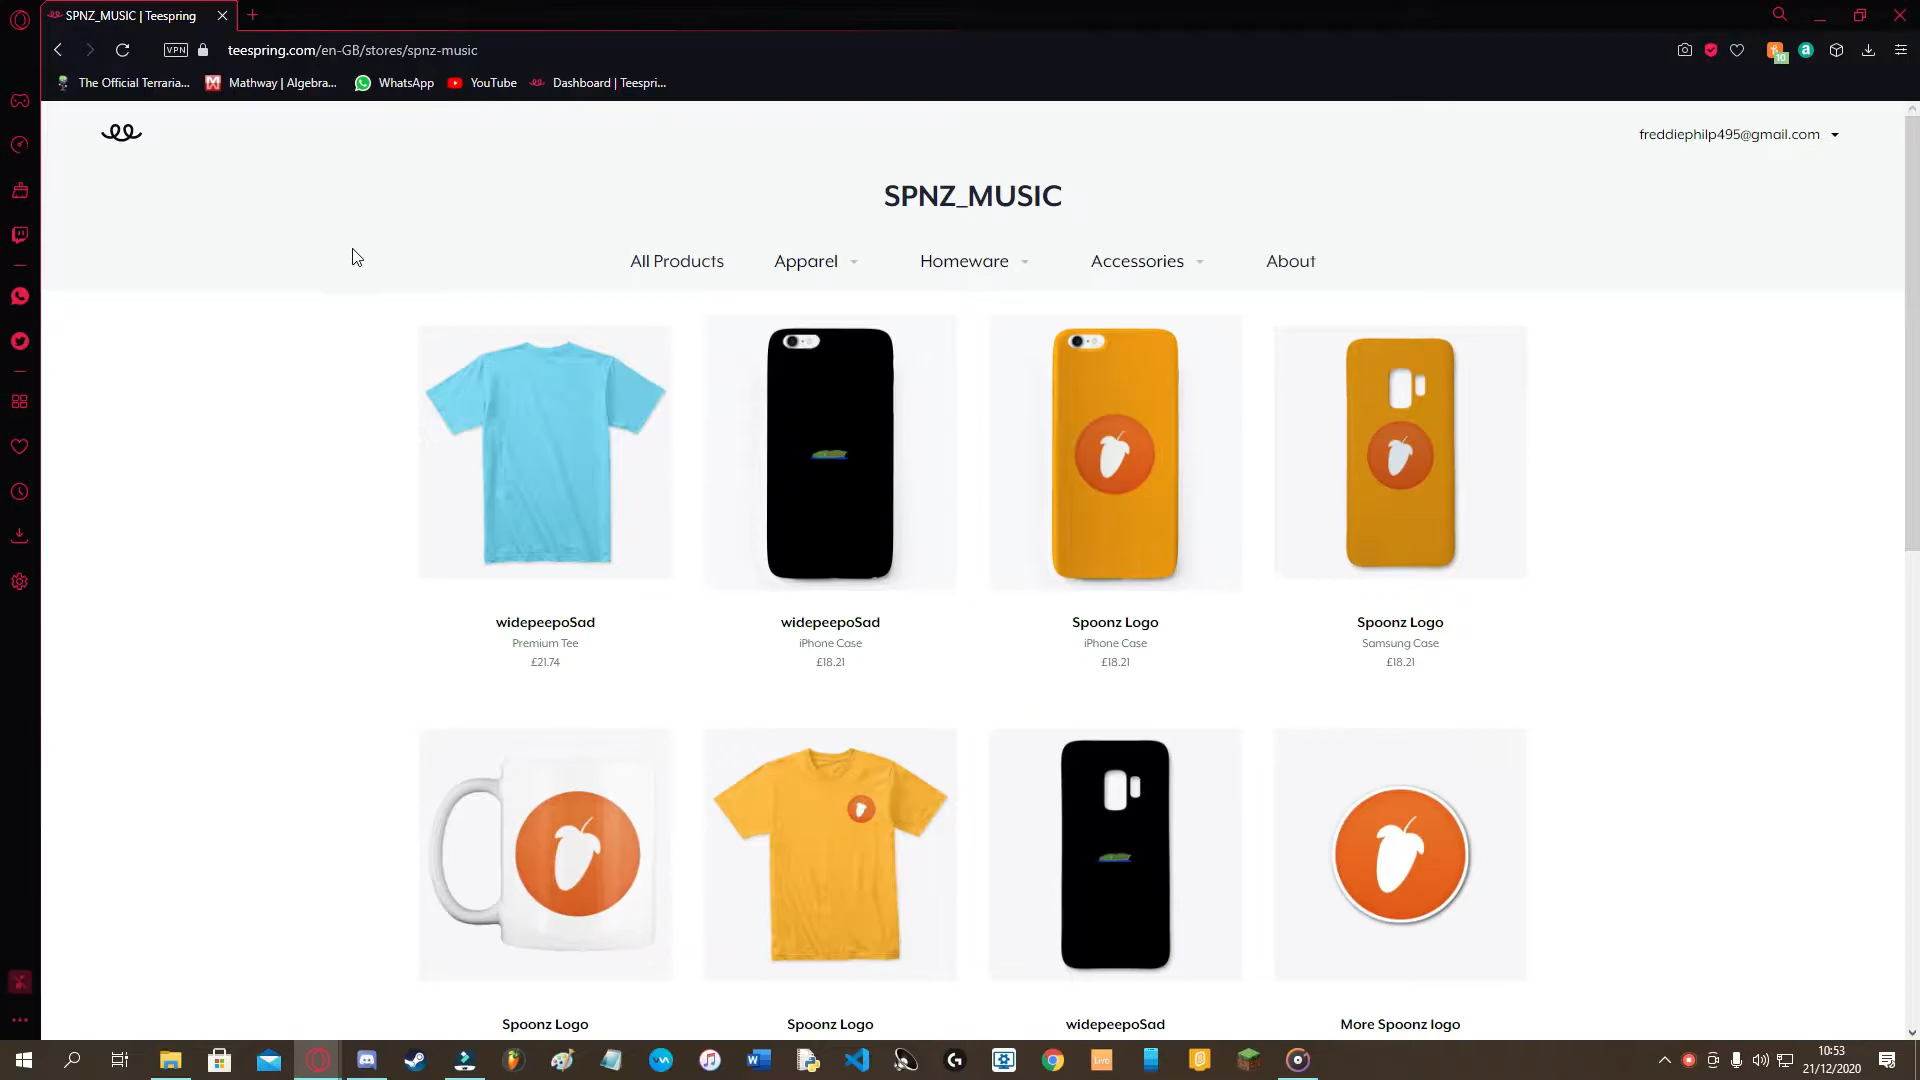 SPNZ_MUSIC | Teespring
VPN
teespring.com/en-GB/stores/spnz-music
10
a
The Official Terraria...
Mathway | Algebra...
WhatsApp
YouTube
Dashboard | Teespri...
freddiephilp495@gmail.com
SPNZ_MUSIC
All Products
Apparel
Homeware
Accessories
About
widepeepoSad
Premium Tee
£21.74
widepeepoSad
iPhone Case
£18.21
Spoonz Logo
iPhone Case
£18.21
Spoonz Logo
Samsung Case
£18.21
Spoonz Logo
Spoonz Logo
widepeepoSad
More Spoonz logo
Live
10:53
21/12/2020